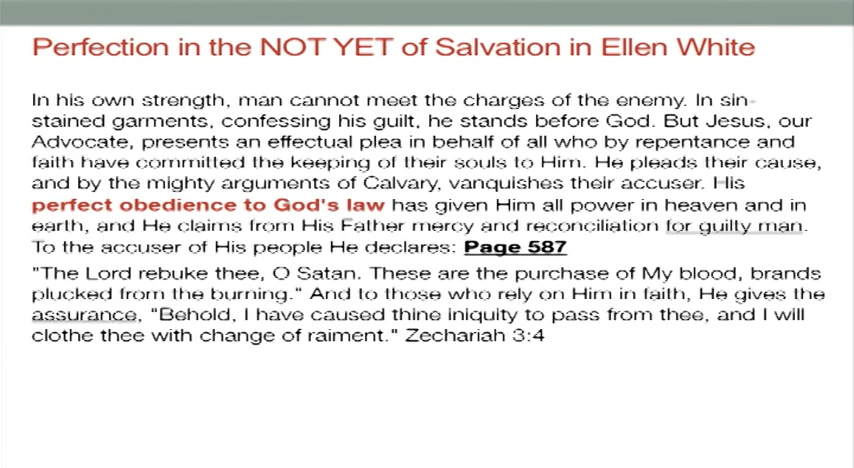 Perfection in the NOT YET of Salvation in Ellen White
In his own strength, man cannot meet the charges of the enemy. In sin-
stained garments, confessing his guilt, he stands before God. But Jesus, our
Advocate, presents an effectual plea in behalf of all who by repentance and
faith have committed the keeping of their souls to Him. He pleads their cause,
and by the mighty arguments of Calvary, vanquishes their accuser. His
perfect obedience to God's law has given Him all power in heaven and in
earth, and He claims from His Father mercy and reconciliation for guilty man.
To the accuser of His people He declares: Page 587
"The Lord rebuke thee, O Satan. These are the purchase of My blood, brands
plucked from the burning." And to those who rely on Him in faith, He gives the
assurance, "Behold, I have caused thine iniquity to pass from thee, and I will
clothe thee with change of raiment." Zechariah 3:4